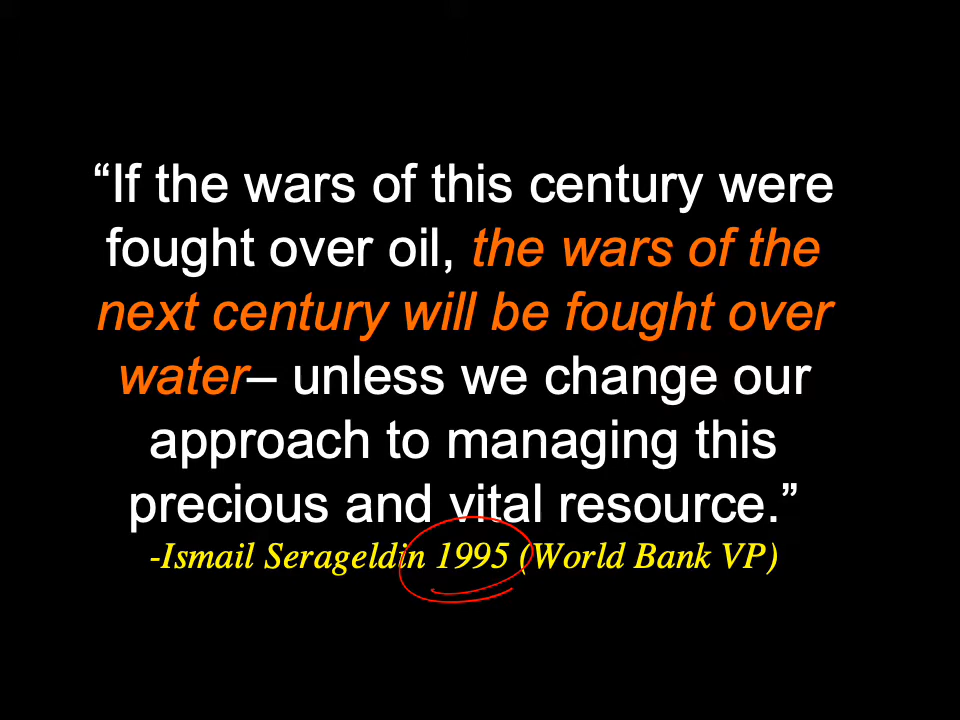 “If the wars of this century were
fought over oil, the wars of the
next century will be fought over
water– unless we change our
approach to managing this
precious and vital resource.”
-Ismail Serageldin 1995 (World Bank VP)